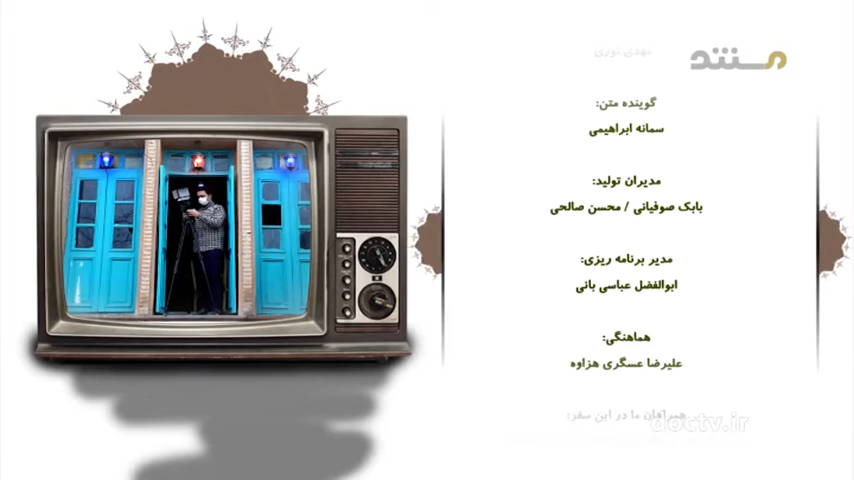 مهدی نوری
مستند
گوینده متن:
سمانه ابراهیمی
مدیران تولید:
بابک صوفیانی / محسن صالحی
مدیر برنامه ریزی:
ابوالفضل عباسی بانی
هماهنگی:
علیرضا عسگری هزاوه
همراهان ما در این سفر:
doctv.ir